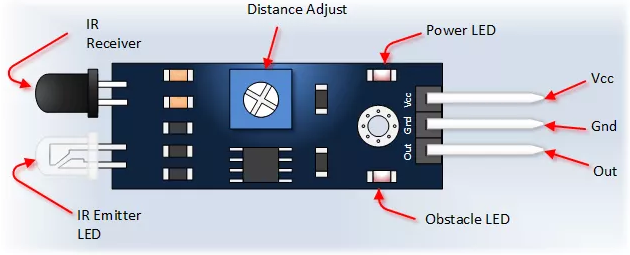 Distance Adjust
IR
Receiver
Power LED
Vcc
Gnd
Out
Vcc
Gnd
Out
IR Emitter
LED
Obstacle LED